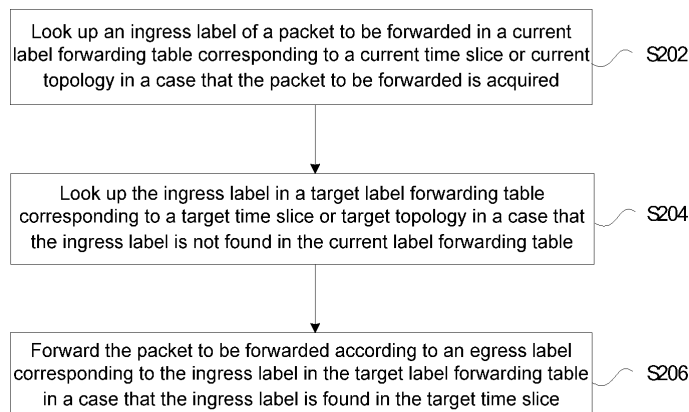 Look up an ingress label of a packet to be forwarded in a current
label forwarding table corresponding to a current time slice or current
topology in a case that the packet to be forwarded is acquired
S202
Look up the ingress label in a target label forwarding table
corresponding to a target time slice or target topology in a case that
the ingress label is not found in the current label forwarding table
S204
Forward the packet to be forwarded according to an egress label
corresponding to the ingress label in the target label forwarding table
in a case that the ingress label is found in the target time slice
S206